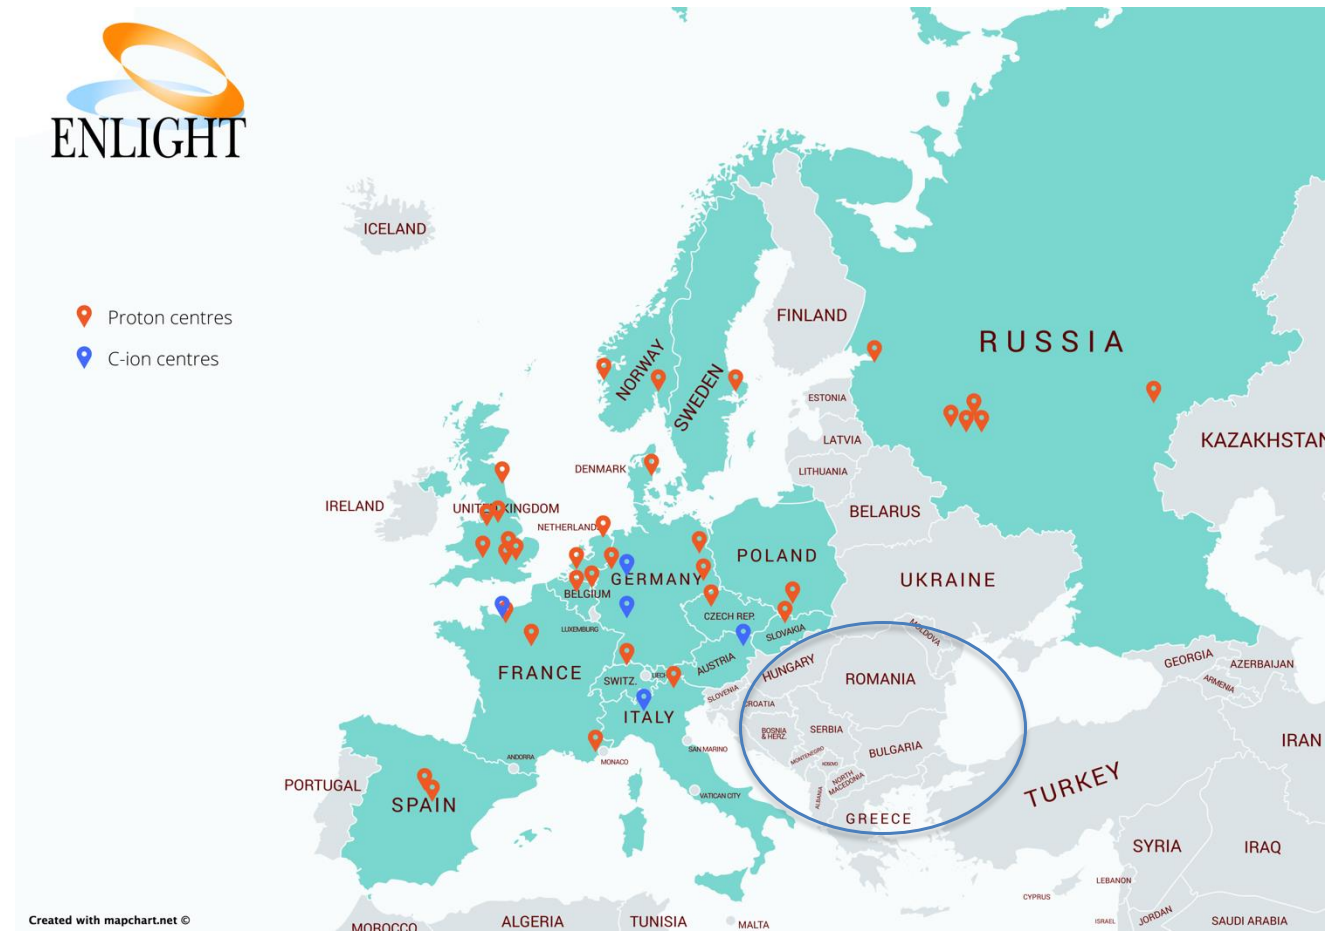 ENLIGHT
ICELAND
Proton centres
C-ion centres
FINLAND
RUSSIA
NORWAY
SWEDEN
ESTONIA
LATVIA
LITHUANIA
KAZAKHSTAN
DENMARK
IRELAND
UNITED KINGDOM
NETHERLANDS
BELARUS
POLAND
GERMANY
UKRAINE
BELGIUM
LUXEMBURG
CZECH REP.
SLOVAKIA
MOLDOVA
FRANCE
SWITZ.
LIECH
AUSTRIA
HUNGARY
ROMANIA
GEORGIA
AZERBAIJAN
ARMENIA
SLOVENIA
CROATIA
ITALY
BOSNIA
& HERZ.
SERBIA
SAN MARINO
MONTENEGRO
KOSOVO
BULGARIA
IRAN
ANDORRA
MONACO
PORTUGAL
SPAIN
VATICAN CITY
ALBANIA
NORTH
MACEDONIA
GREECE
TURKEY
SYRIA
IRAQ
LEBANON
CYPRUS
ISRAEL
JORDAN
SAUDI ARABIA
Created with mapchart.net ©
MOROCCO
ALGERIA
TUNISIA
MALTA